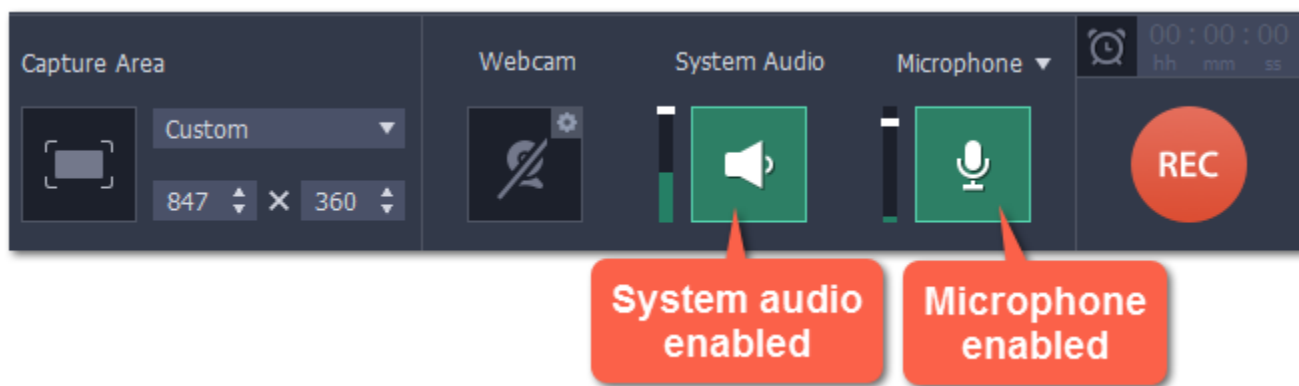 Capture Area
Webcam
System Audio
Microphone
00 : 00 : 00
hh mm ss
Custom
847 × 360
REC
System audio
enabled
Microphone
enabled